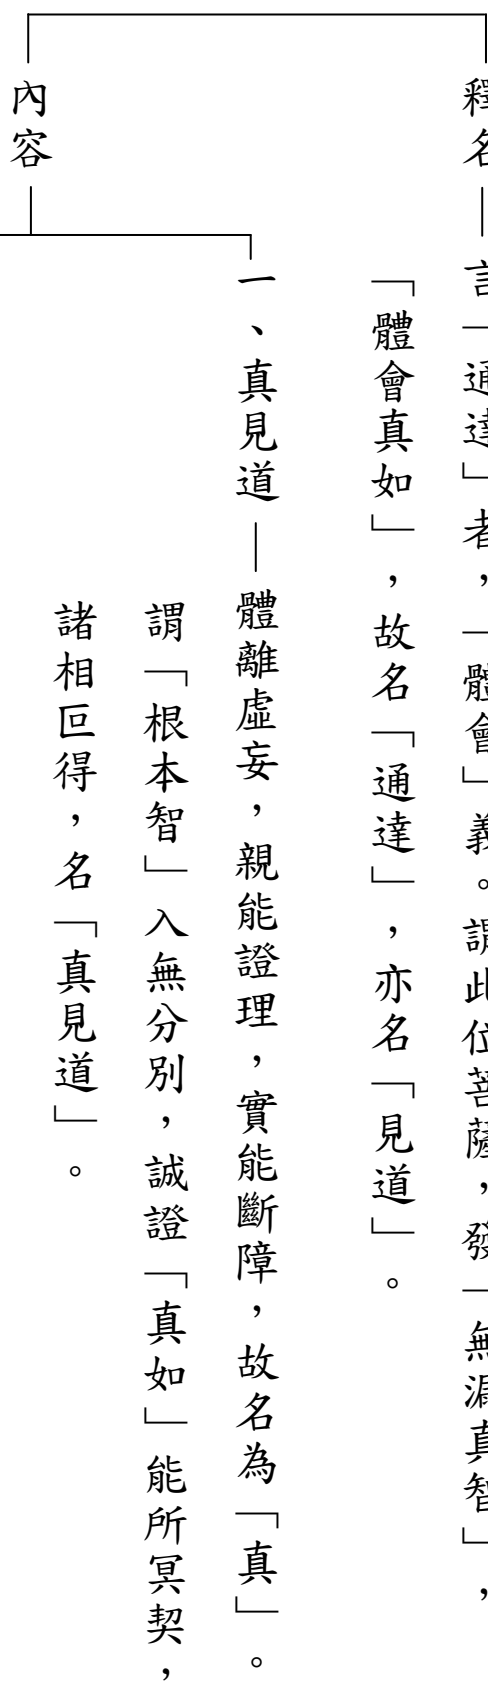 釋名
言「通達」者，「體會」義。謂此位菩薩，發「無漏真智」，
「體會真如」，故名「通達」，亦名「見道」。
內容
一、真見道
體離虛妄，親能證理，實能斷障，故名為「真」。
謂「根本智」入無分別，誠證「真如」能所冥契，
諸相叵得，名「真見道」。